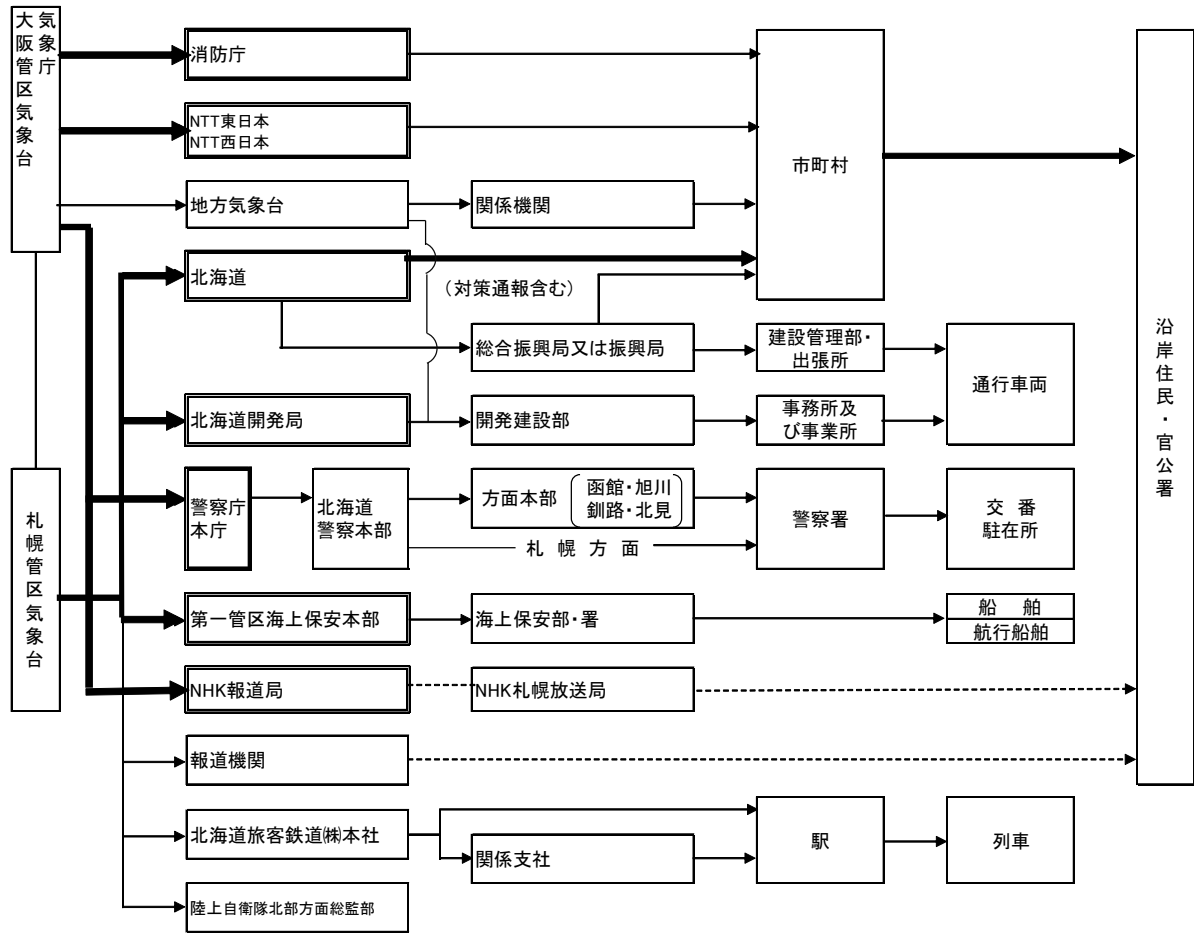 気象庁
大阪管区気象台
消防庁
NTT東日本
NTT西日本
地方気象台
関係機関
市町村
北海道
（対策通報含む）
総合振興局又は振興局
建設管理部・
出張所
通行車両
北海道開発局
開発建設部
事務所及
び事業所
沿岸住民・官公署
札幌管区気象台
警察庁
本庁
北海道
警察本部
方面本部
函館・旭川
釧路・北見
札幌方面
警察署
交番
駐在所
第一管区海上保安本部
海上保安部・署
船舶
航行船舶
NHK報道局
NHK札幌放送局
報道機関
北海道旅客鉄道㈱本社
関係支社
駅
列車
陸上自衛隊北部方面総監部